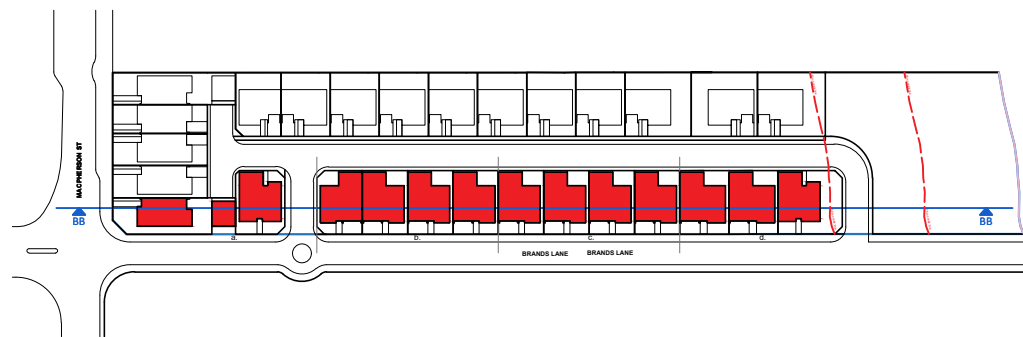 MACPHERSON ST
BB
BB
a.
b.
c.
d.
BRANDS LANE
BRANDS LANE